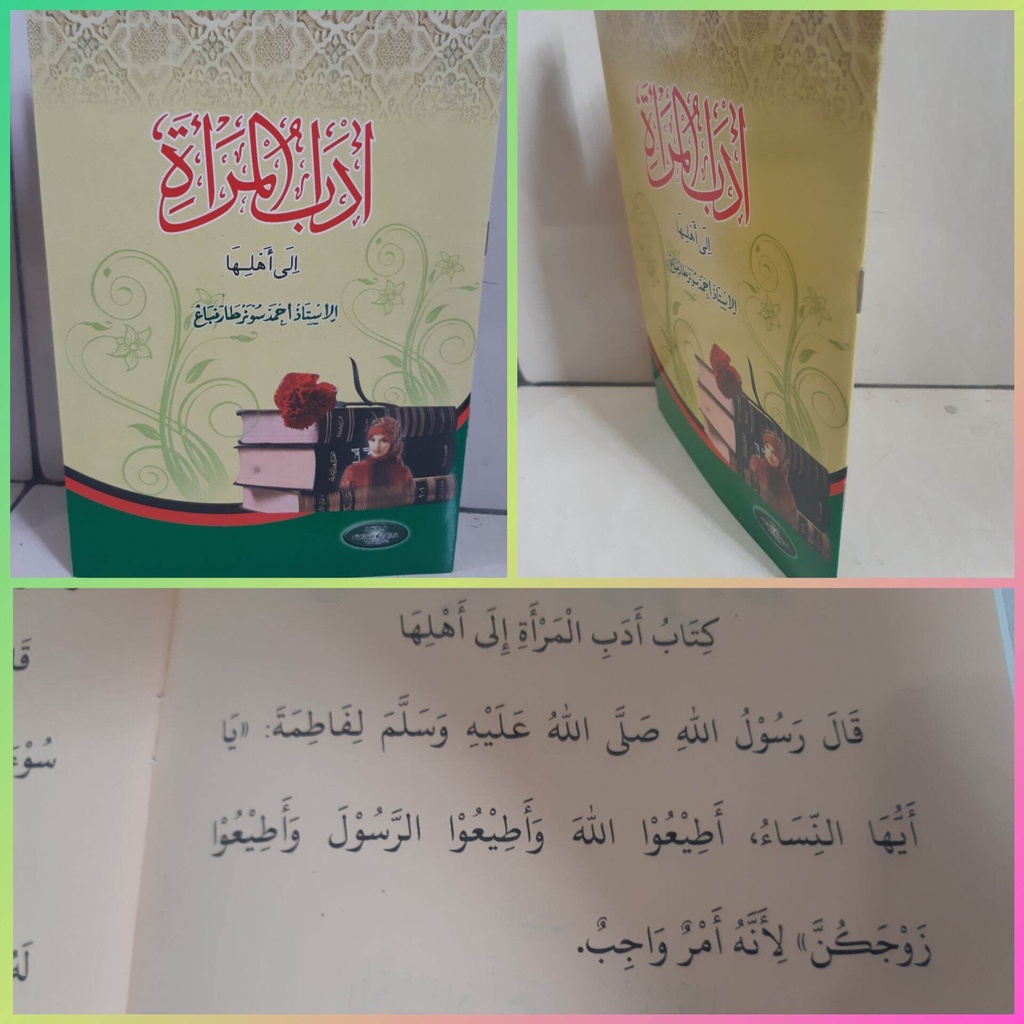 أدب المرأة
إلى أهلها
الأستاذ أحمد سونرطا
أدب المرأة
إلى أهلها
كِتَابُ أَدَبِ الْمَرْأَةِ إِلَى أَهْلِهَا
قَالَ رَسُوْلُ اللهِ صَلَّى اللهُ عَلَيْهِ وَسَلَّمَ لِفَاطِمَةَ: «يَا
أَيُّهَا النِّسَاءُ، أَطِيْعُوْا اللهَ وَأَطِيْعُوْا الرَّسُوْلَ وَأَطِيْعُوْا
زَوْجَكُنَّ» لِأَنَّهُ أَمْرٌ وَاجِبٌ.
قَا
سُوْءَ
لَهُ